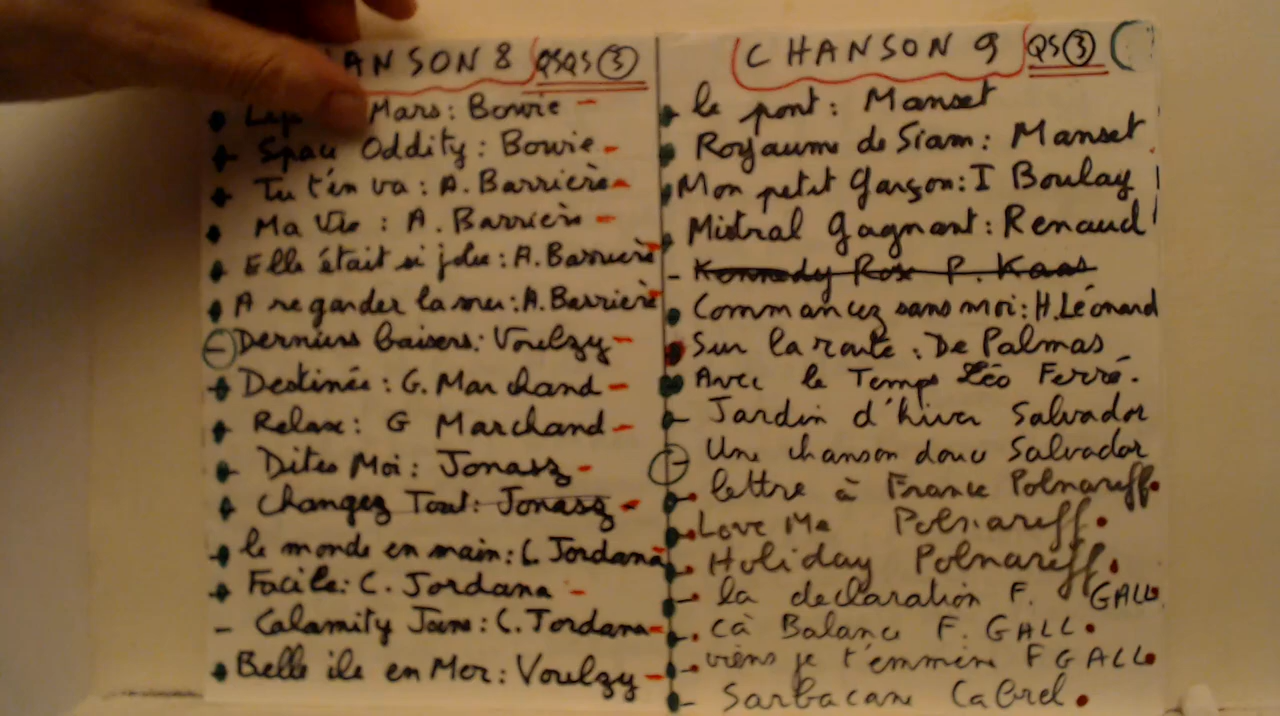 ANSON 8 QSQS 3
Mars: Bowie
Space Oddity: Bowie
Tu t'en va: A. Barrière
Ma Vie: A. Barrière
Elle était si jolie: A. Barrière
A regarder la mer: A. Barrière
Derniers baisers: Voulzy
Destinée: G. Marchand
Relax: G Marchand
Dites Moi: Jonasz
Changez Tout: Jonasz
le monde en main: C. Jordana
Facile: C. Jordana
Calamity Jane: C. Jordana
Belle ile en Mer: Voulzy
CHANSON 9 QS 3
le pont: Manset
Royaume de Siam: Manset
Mon petit garçon: I Boulay
Mistral Gagnant: Renaud
Kennedy Rose P. Kaas
Commencez sans moi: H. Léonard
Sur la route: De Palmas
Avec le Temps Léo Ferré.
Jardin d'hiver Salvador
Une chanson douce Salvador
lettre à France Polnareff
Love Me Polnareff
Holiday Polnareff
la declaration F. GALL
cà Balance F. GALL
viens je t'emmène F GALL
Sarbacane Cabrel